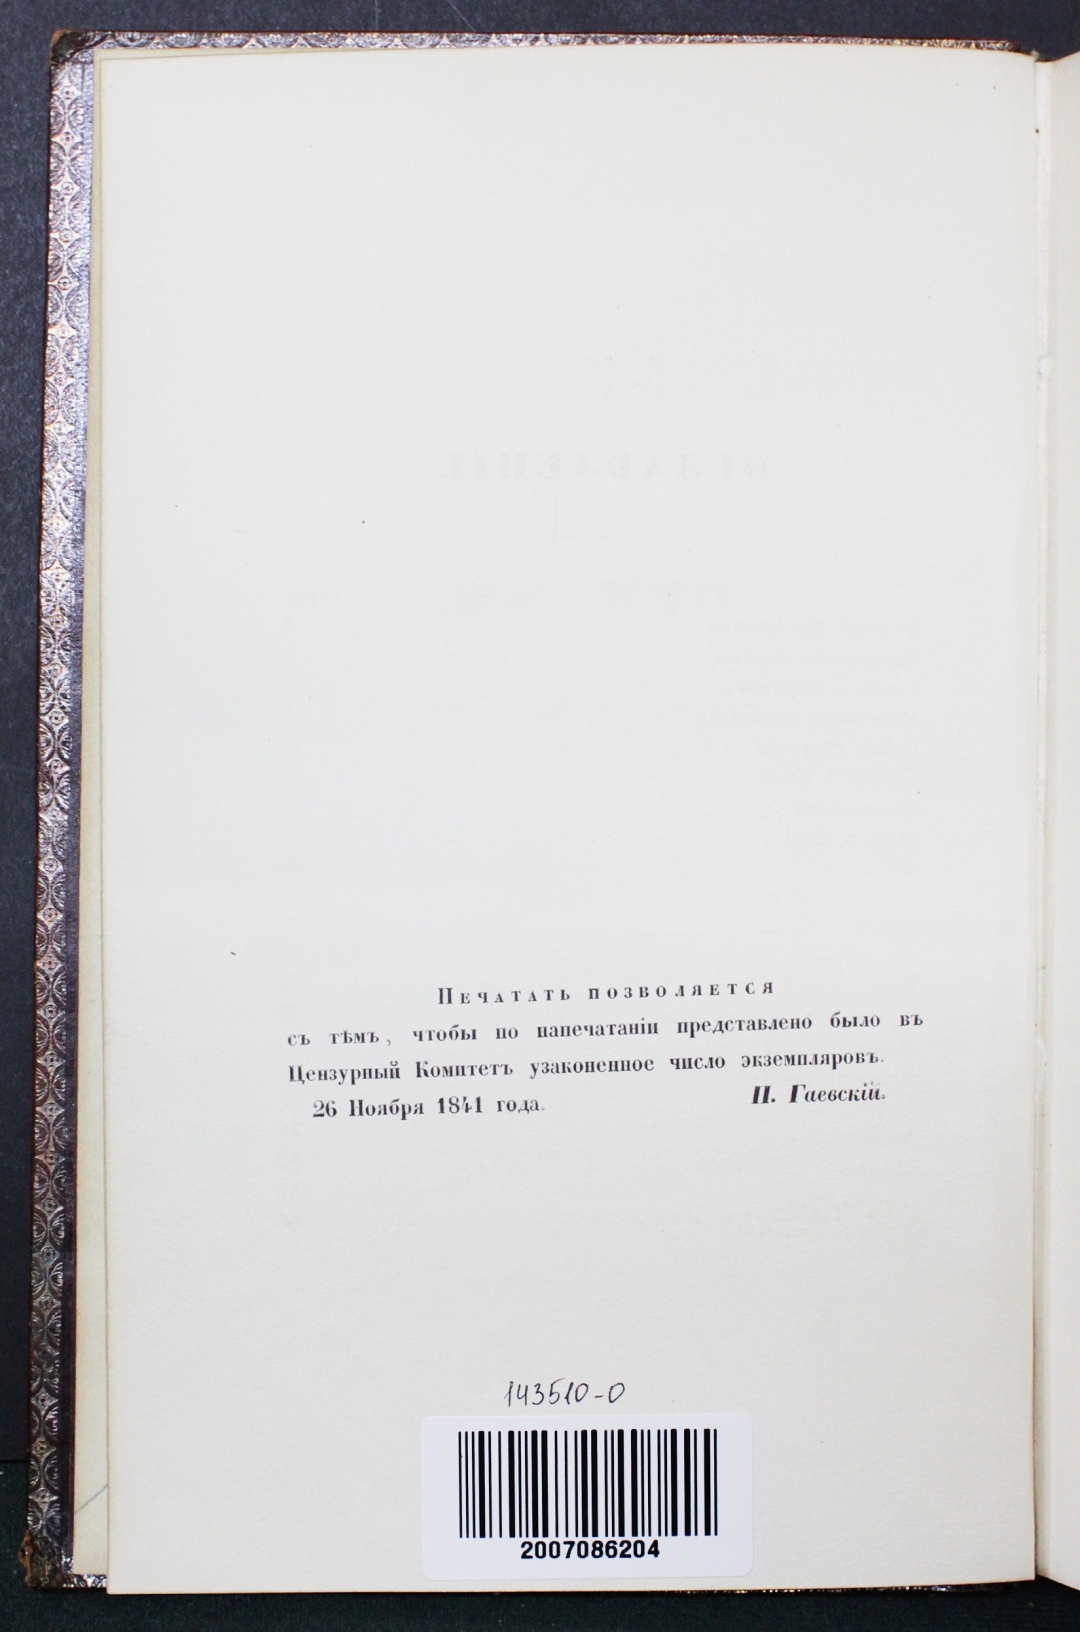 Печатать позволяется
съ тѣмъ, чтобы по напечатаніи представлено было въ
Цензурный Комитетъ узаконенное число экземпляровъ.
26 Ноября 1841 года. П. Гаевскій.
143510-0
2007086204